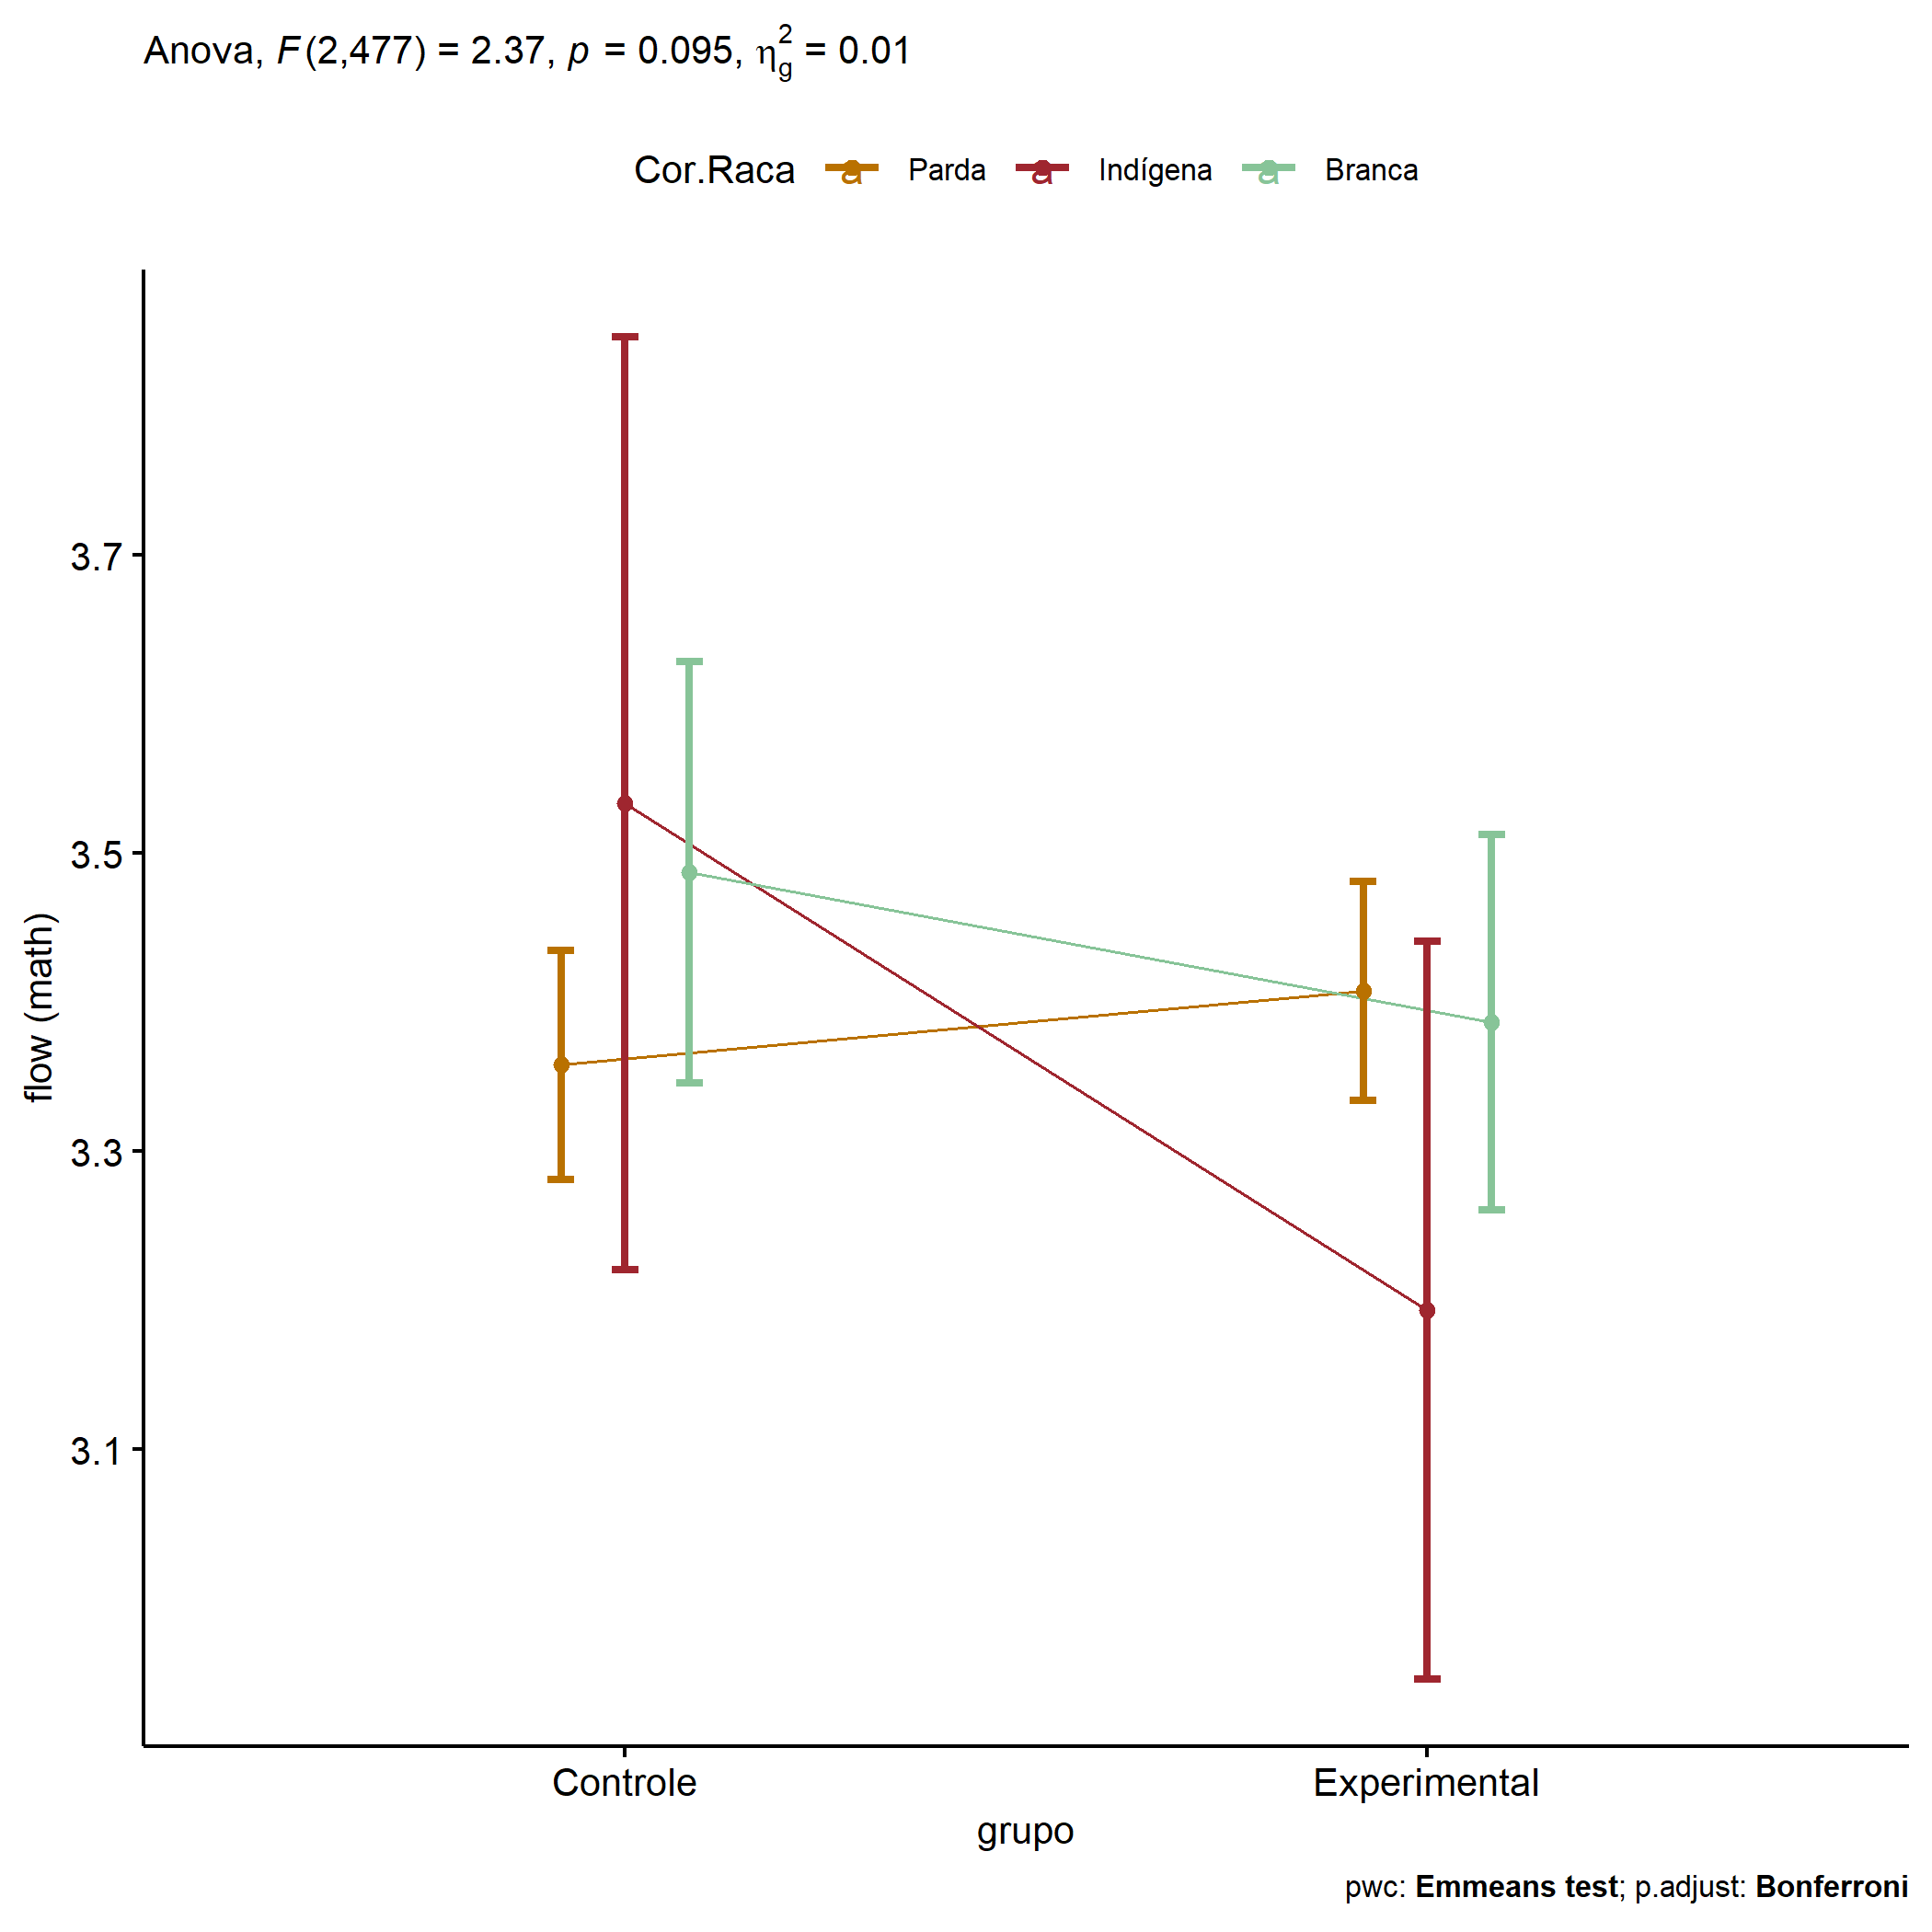 Anova, F(2,477) = 2.37, p = 0.095, η²g = 0.01
Cor.Raca a Parda a Indígena a Branca
3.7
3.5
3.3
3.1
flow (math)
Controle Experimental
grupo
pwc: Emmeans test; p.adjust: Bonferroni